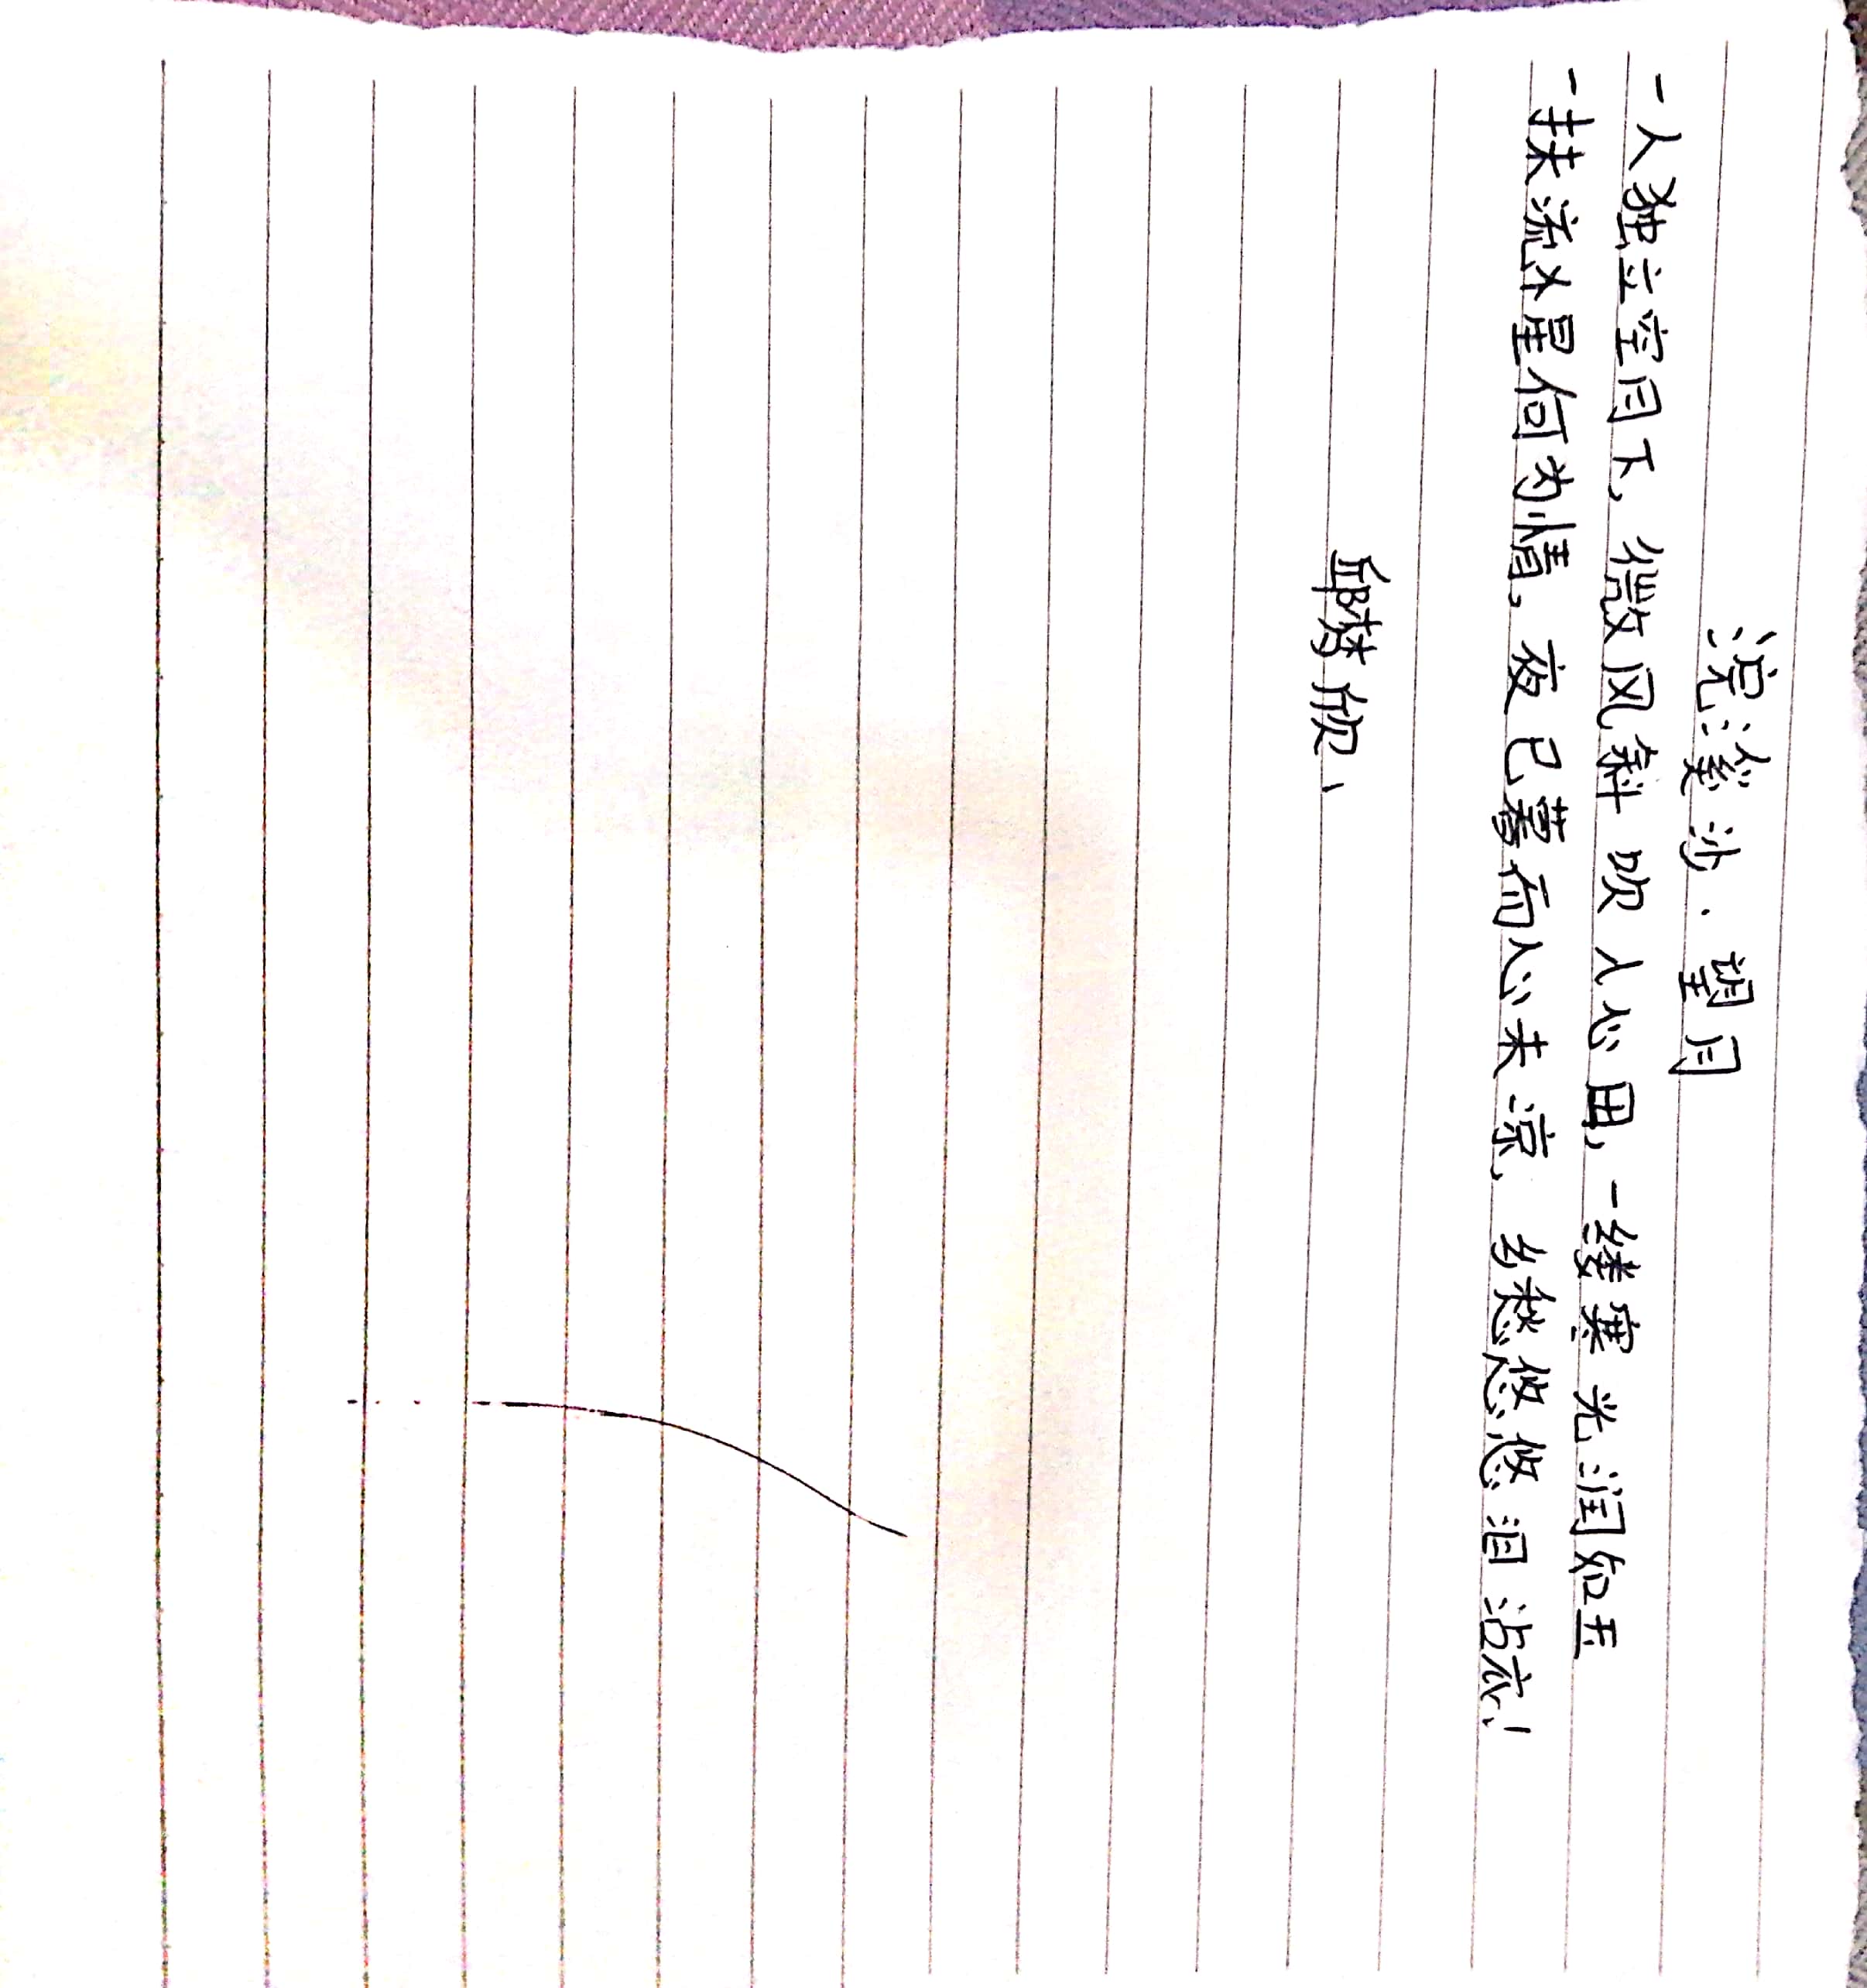 浣溪沙·望月
一人独立空月下，微风斜吹人心田，一缕寒光润如玉
一扶流水星何为情，夜已暮而心未凉，乡愁悠悠泪沾衣！
邱梦欣、